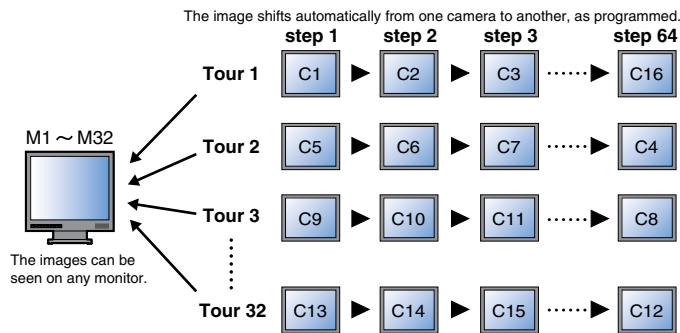 The image shifts automatically from one camera to another, as programmed.
step 1 step 2 step 3 step 64
Tour 1 C1 C2 C3 C16
M1 ～ M32
Tour 2 C5 C6 C7 C4
Tour 3 C9 C10 C11 C8
The images can be
seen on any monitor.
Tour 32 C13 C14 C15 C12